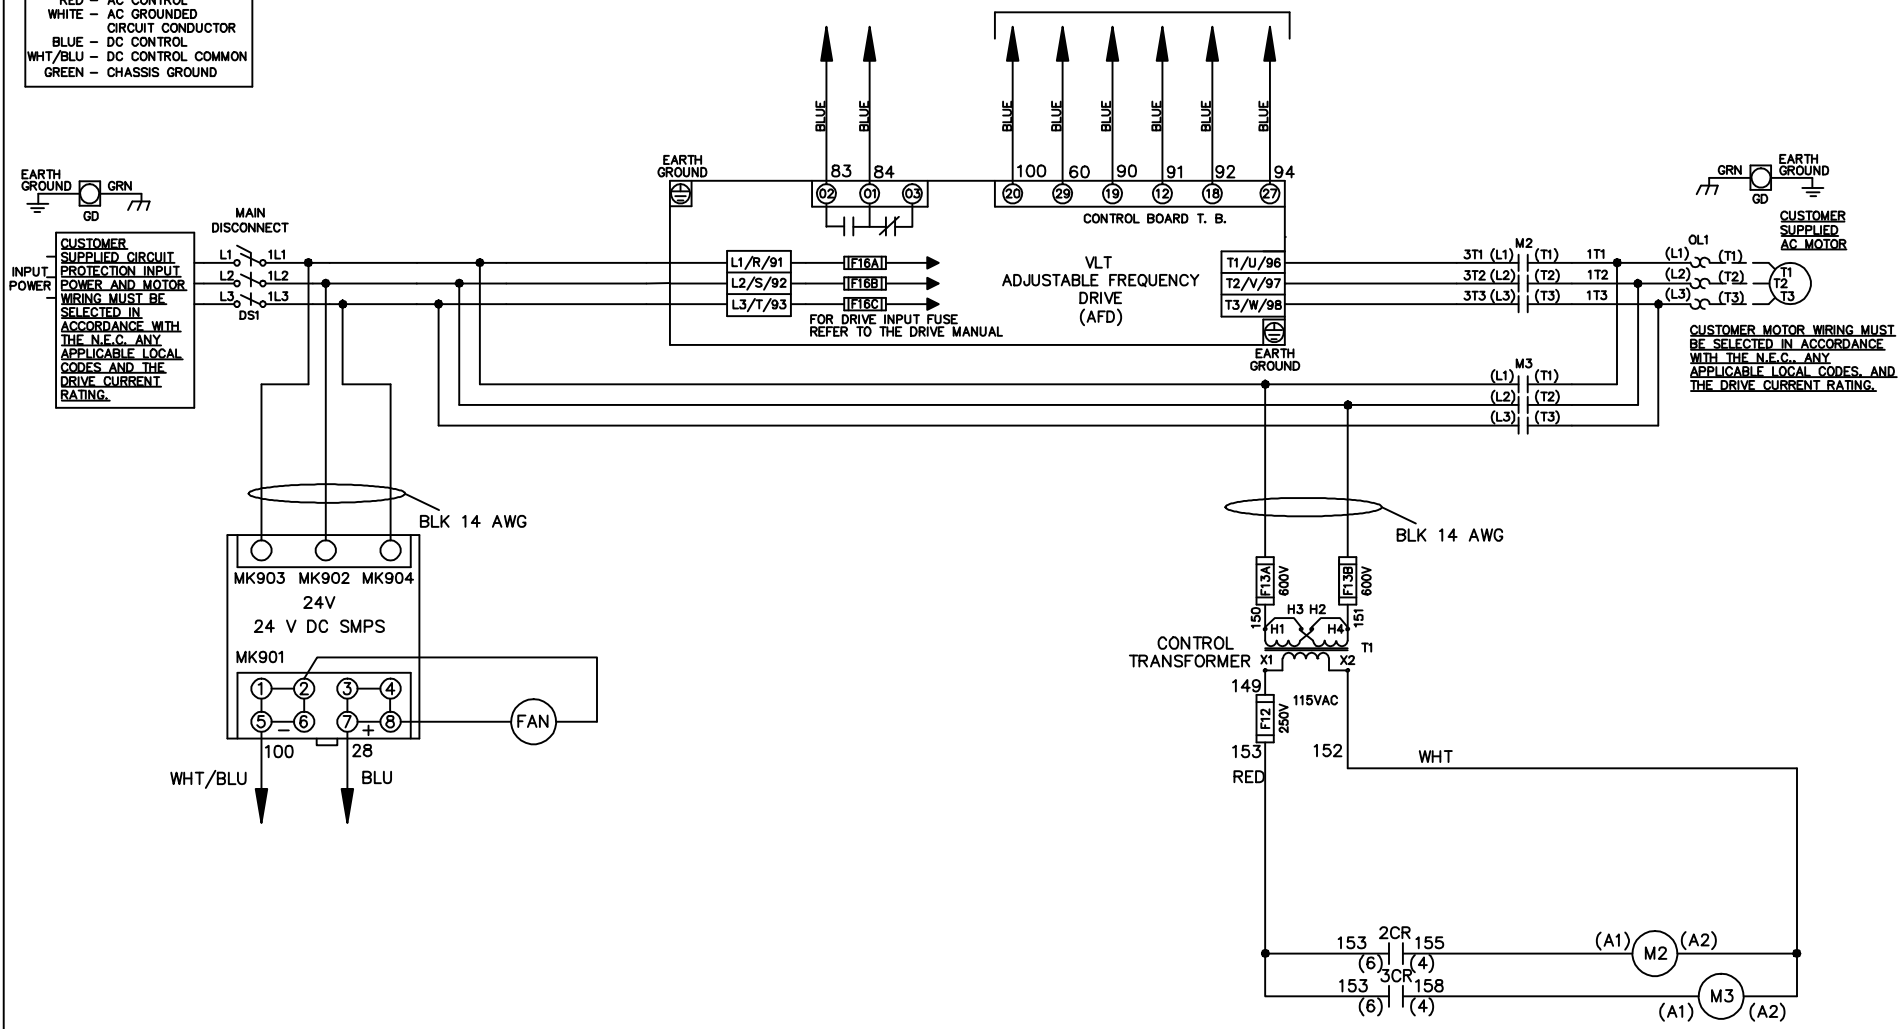 RED – AC CONTROL
WHITE – AC GROUNDED
CIRCUIT CONDUCTOR
BLUE – DC CONTROL
WHT/BLU – DC CONTROL COMMON
GREEN – CHASSIS GROUND
BLUE
BLUE
BLUE
BLUE
BLUE
BLUE
BLUE
BLUE
EARTH
GROUND
GRN
GD
EARTH
GROUND
83
84
100
60
90
91
92
94
02
01
03
20
29
19
12
18
27
CONTROL BOARD T. B.
GRN
EARTH
GROUND
GD
CUSTOMER
SUPPLIED
AC MOTOR
MAIN
DISCONNECT
INPUT
POWER
CUSTOMER
SUPPLIED CIRCUIT
PROTECTION INPUT
POWER AND MOTOR
WIRING MUST BE
SELECTED IN
ACCORDANCE WITH
THE N.E.C. ANY
APPLICABLE LOCAL
CODES AND THE
DRIVE CURRENT
RATING.
L1
1L1
L2
1L2
L3
1L3
DS1
L1/R/91
L2/S/92
L3/T/93
F16A
F16B
F16C
FOR DRIVE INPUT FUSE
REFER TO THE DRIVE MANUAL
VLT
ADJUSTABLE FREQUENCY
DRIVE
(AFD)
T1/U/96
T2/V/97
T3/W/98
EARTH
GROUND
M2
3T1 (L1) (T1) 1T1
3T2 (L2) (T2) 1T2
3T3 (L3) (T3) 1T3
OL1
(L1) (T1)
(L2) (T2)
(L3) (T3)
T1
T2
T3
CUSTOMER MOTOR WIRING MUST
BE SELECTED IN ACCORDANCE
WITH THE N.E.C., ANY
APPLICABLE LOCAL CODES, AND
THE DRIVE CURRENT RATING.
M3
(L1) (T1)
(L2) (T2)
(L3) (T3)
BLK 14 AWG
MK903 MK902 MK904
24V
24 V DC SMPS
MK901
1 2 3 4
5 6 7 8
– +
FAN
100
28
WHT/BLU
BLU
BLK 14 AWG
F13A
600V
F13B
600V
150
151
H3 H2
H1
H4
T1
CONTROL
TRANSFORMER
X1
X2
149
115VAC
F12
250V
153
152
RED
WHT
2CR
153 155
(6) (4)
(A1) M2 (A2)
3CR
153 158
(6) (4)
(A1) M3 (A2)